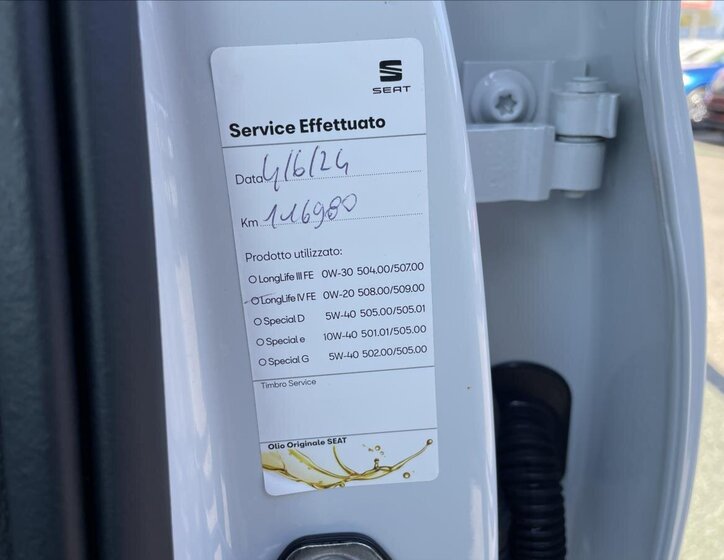 SEAT
Service Effettuato
Data 4/6/24
Km 116980
Prodotto utilizzato:
LongLife III FE 0W-30 504.00/507.00
LongLife IV FE 0W-20 508.00/509.00
Special D 5W-40 505.00/505.01
Special e 10W-40 501.01/505.00
Special G 5W-40 502.00/505.00
Timbro Service
Olio Originale SEAT